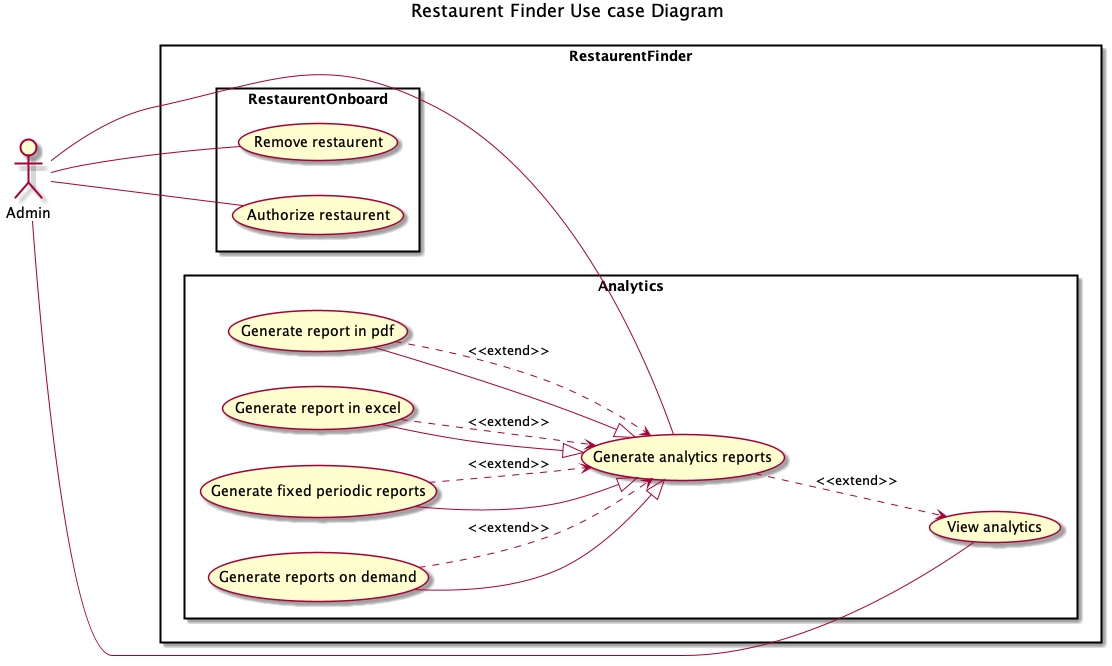 Restaurent Finder Use case Diagram
RestaurentFinder
RestaurentOnboard
Remove restaurent
Admin
Authorize restaurent
Analytics
Generate report in pdf
<<extend>>
Generate report in excel
<<extend>>
Generate analytics reports
<<extend>>
Generate fixed periodic reports
<<extend>>
<<extend>>
View analytics
Generate reports on demand